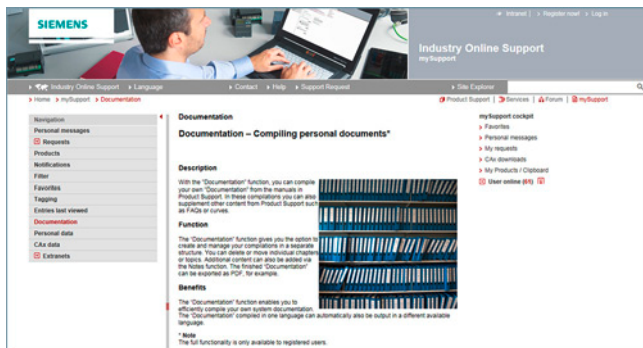 SIEMENS
Intranet | Register now! Log in
Industry Online Support
mySupport
Industry Online Support Language Contact Help Support Request Site Explorer
Home mySupport Documentation
Product Support | Services | Forum | mySupport
Navigation
Personal messages
Requests
Products
Notifications
Filter
Favorites
Tagging
Entries last viewed
Documentation
Personal data
CAx data
Extranets
Documentation
Documentation – Compiling personal documents*
Description
With the "Documentation" function, you can compile
your own "Documentation" from the manuals in
Product Support. In these compilations you can also
supplement other content from Product Support such
as FAQs or curves.
Function
The "Documentation" function gives you the option to
create and manage your compilations in a separate
structure. You can delete or move individual chapters
or topics. Additional content can also be added via
the Notes function. The finished "Documentation"
can be exported as PDF, for example.
Benefits
The "Documentation" function enables you to
efficiently compile your own system documentation.
The "Documentation" compiled in one language can automatically also be output in a different available
language.
* Note
The full functionality is only available to registered users.
mySupport cockpit
Favorites
Personal messages
My requests
CAx downloads
My Products / Clipboard
User online (61)